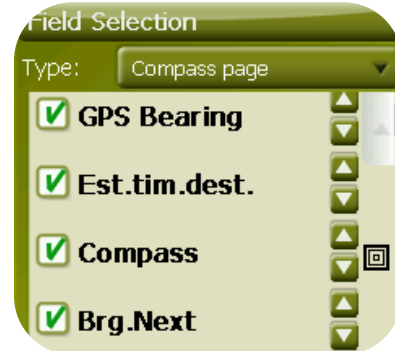 Field Selection
Type: Compass page
GPS Bearing
Est.tim.dest.
Compass
Brg.Next